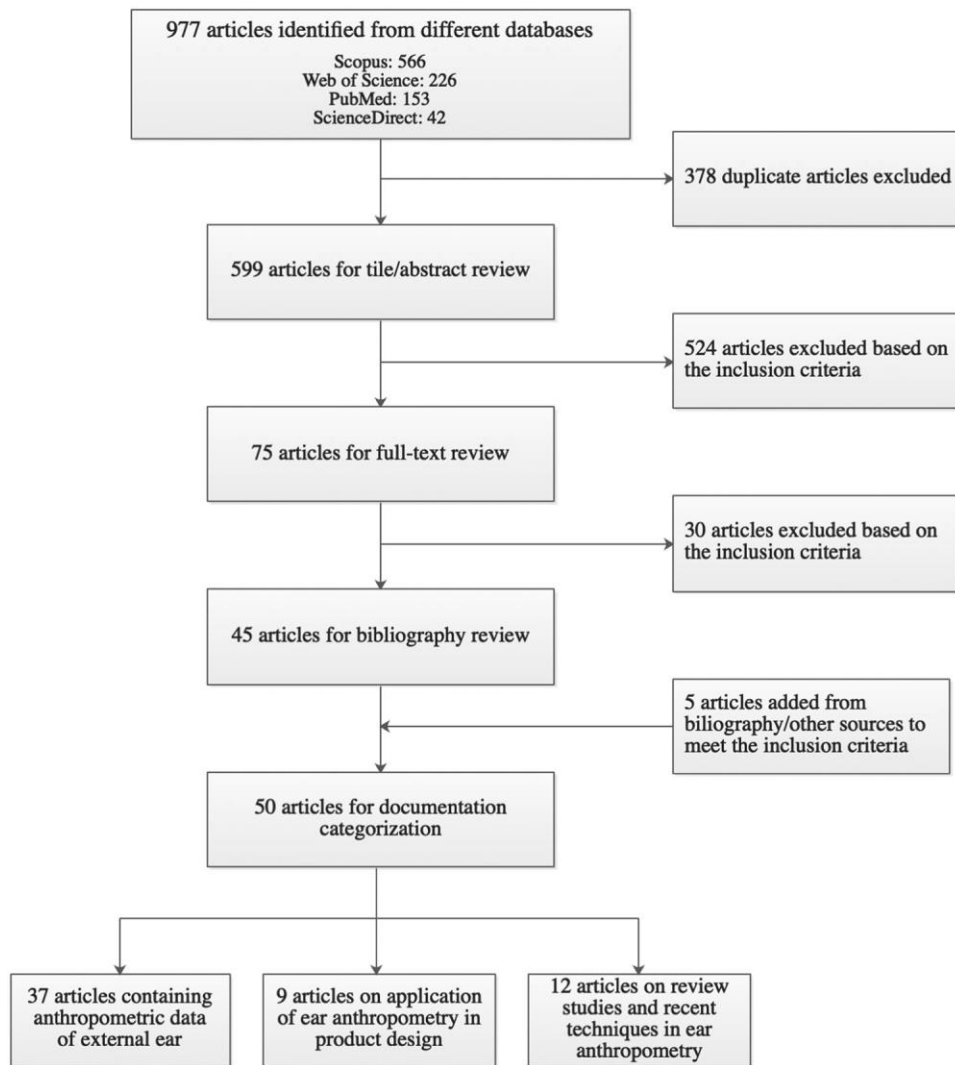 977 articles identified from different databases
Scopus: 566
Web of Science: 226
PubMed: 153
ScienceDirect: 42
378 duplicate articles excluded
599 articles for tile/abstract review
524 articles excluded based on
the inclusion criteria
75 articles for full-text review
30 articles excluded based on
the inclusion criteria
45 articles for bibliography review
5 articles added from
biliography/other sources to
meet the inclusion criteria
50 articles for documentation
categorization
37 articles containing
anthropometric data
of external ear
9 articles on application
of ear anthropometry in
product design
12 articles on review
studies and recent
techniques in ear
anthropometry